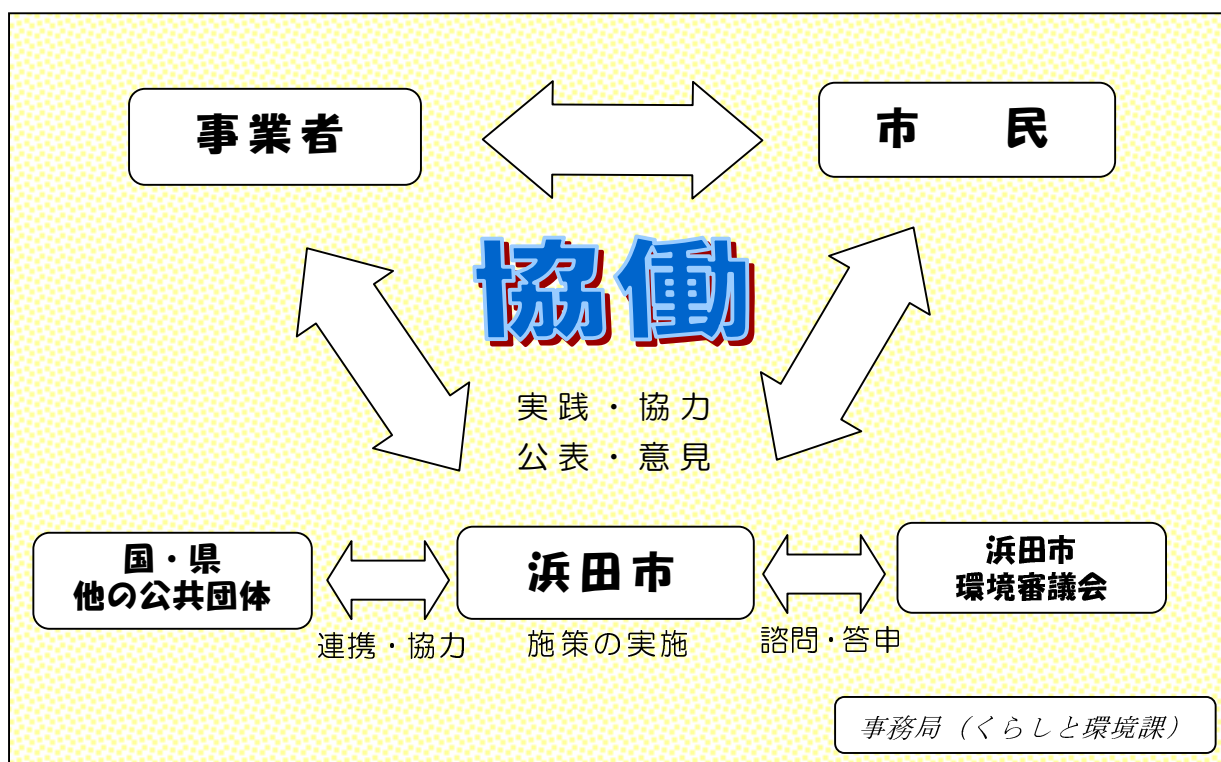 事業者
市　民
協働
実践・協力
公表・意見
国・県
他の公共団体
浜田市
浜田市
環境審議会
連携・協力
施策の実施
諮問・答申
事務局（くらしと環境課）